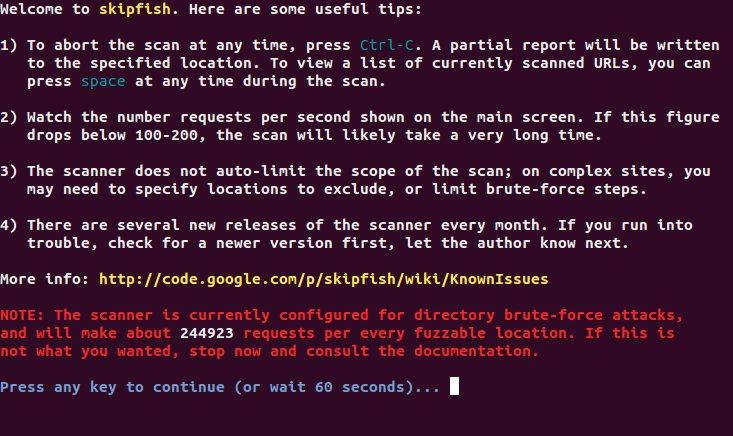 Welcome to skipfish. Here are some useful tips:
1) To abort the scan at any time, press Ctrl-C. A partial report will be written
to the specified location. To view a list of currently scanned URLs, you can
press space at any time during the scan.
2) Watch the number requests per second shown on the main screen. If this figure
drops below 100-200, the scan will likely take a very long time.
3) The scanner does not auto-limit the scope of the scan; on complex sites, you
may need to specify locations to exclude, or limit brute-force steps.
4) There are several new releases of the scanner every month. If you run into
trouble, check for a newer version first, let the author know next.
More info: http://code.google.com/p/skipfish/wiki/KnownIssues
NOTE: The scanner is currently configured for directory brute-force attacks,
and will make about 244923 requests per every fuzzable location. If this is
not what you wanted, stop now and consult the documentation.
Press any key to continue (or wait 60 seconds)...